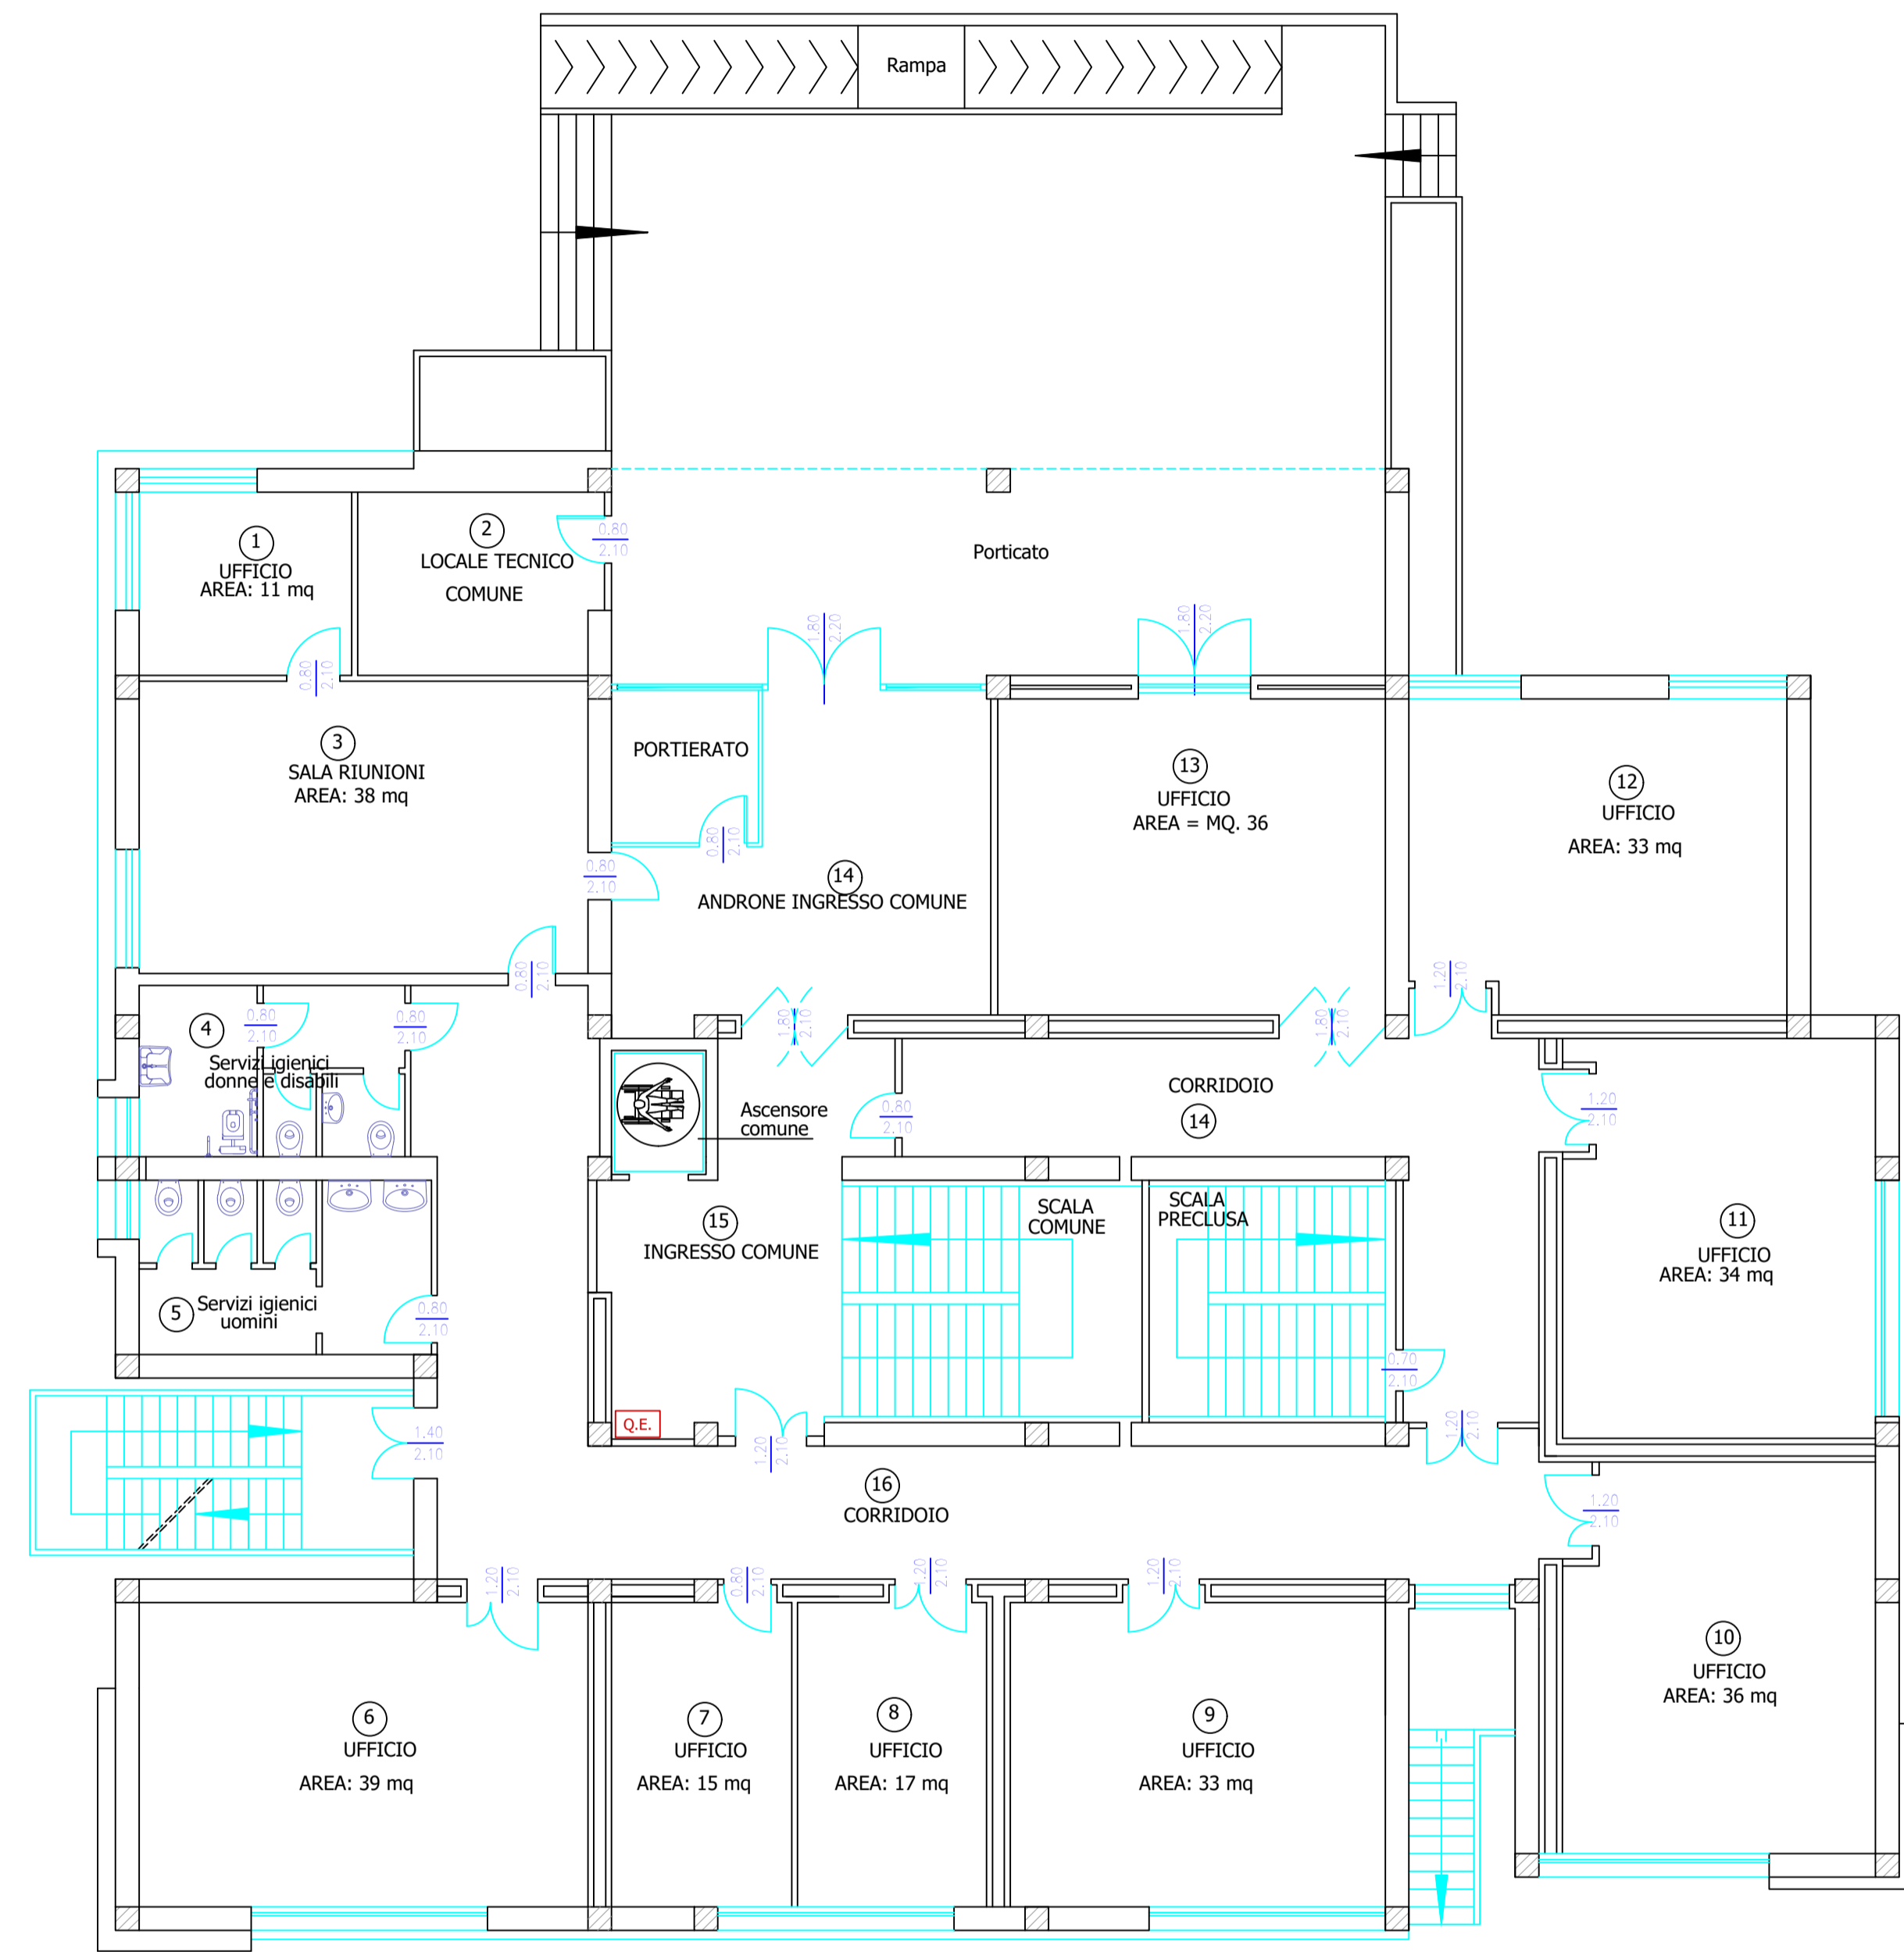 Rampa
1
UFFICIO
AREA: 11 mq
2
LOCALE TECNICO
COMUNE
0.80
2.10
Porticato
0.80
2.10
1.80
2.20
1.80
2.20
3
SALA RIUNIONI
AREA: 38 mq
PORTIERATO
0.80
2.10
0.80
2.10
14
ANDRONE INGRESSO COMUNE
13
UFFICIO
AREA = MQ. 36
12
UFFICIO
AREA: 33 mq
0.80
2.10
1.20
2.10
4
Servizi igienici
donne e disabili
0.80
2.10
0.80
2.10
1.80
2.10
1.80
2.10
Ascensore
comune
0.80
2.10
CORRIDOIO
14
1.20
2.10
15
INGRESSO COMUNE
SCALA
COMUNE
SCALA
PRECLUSA
11
UFFICIO
AREA: 34 mq
5
Servizi igienici
uomini
0.80
2.10
0.70
2.10
Q.E.
1.40
2.10
1.20
2.10
1.20
2.10
16
CORRIDOIO
1.20
2.10
1.20
2.10
0.80
2.10
1.20
2.10
1.20
2.10
6
UFFICIO
AREA: 39 mq
7
UFFICIO
AREA: 15 mq
8
UFFICIO
AREA: 17 mq
9
UFFICIO
AREA: 33 mq
10
UFFICIO
AREA: 36 mq